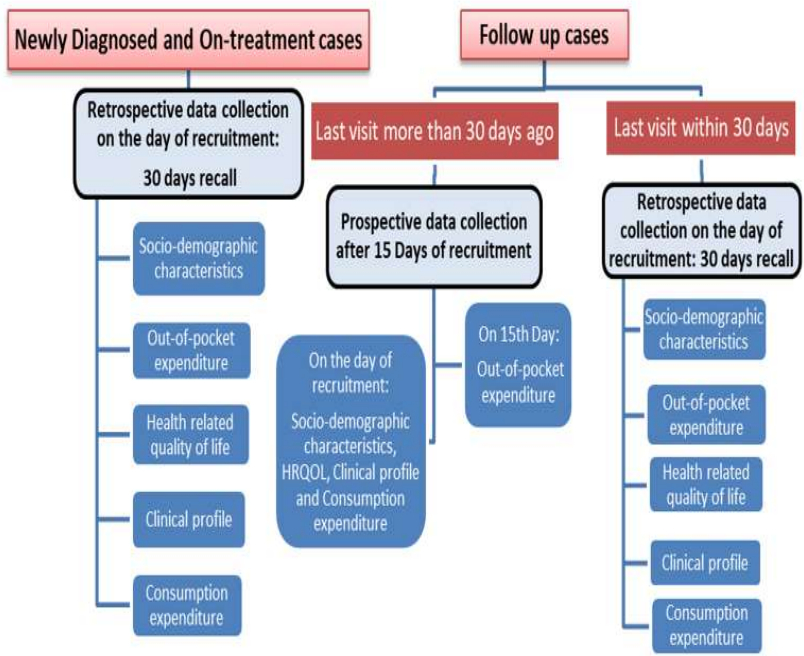 Newly Diagnosed and On-treatment cases
Retrospective data collection
on the day of recruitment:
30 days recall
Socio-demographic
characteristics
Out-of-pocket
expenditure
Health related
quality of life
Clinical profile
Consumption
expenditure
Follow up cases
Last visit more than 30 days ago
Prospective data collection
after 15 Days of recruitment
On the day of
recruitment:
Socio-demographic
characteristics,
HRQOL, Clinical profile
and Consumption
expenditure
On 15th Day:
Out-of-pocket
expenditure
Last visit within 30 days
Retrospective data
collection on the day of
recruitment: 30 days recall
Socio-demographic
characteristics
Out-of-pocket
expenditure
Health related
quality of life
Clinical profile
Consumption
expenditure